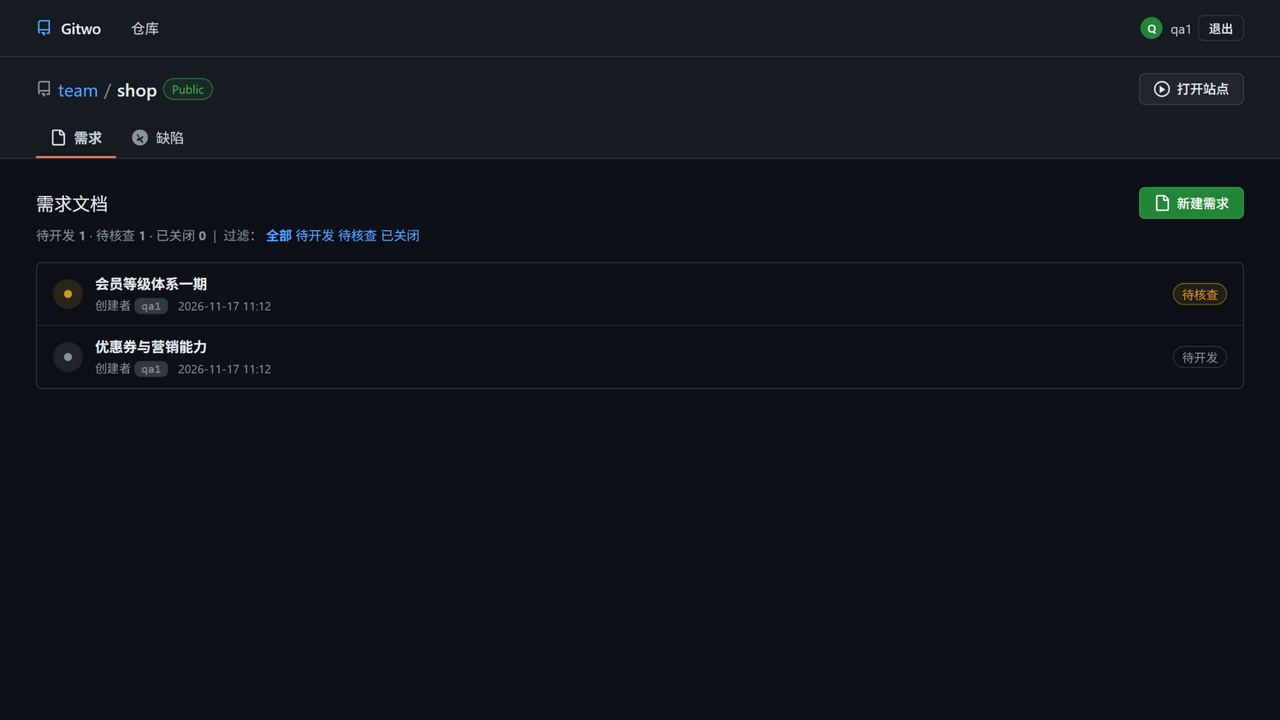 Gitwo 仓库 Q qa1 退出
team / shop Public 打开站点
需求 缺陷
需求文档 新建需求
待开发 1 · 待核查 1 · 已关闭 0 | 过滤： 全部 待开发 待核查 已关闭
会员等级体系一期
创建者 qa1 2026-11-17 11:12
待核查
优惠券与营销能力
创建者 qa1 2026-11-17 11:12
待开发